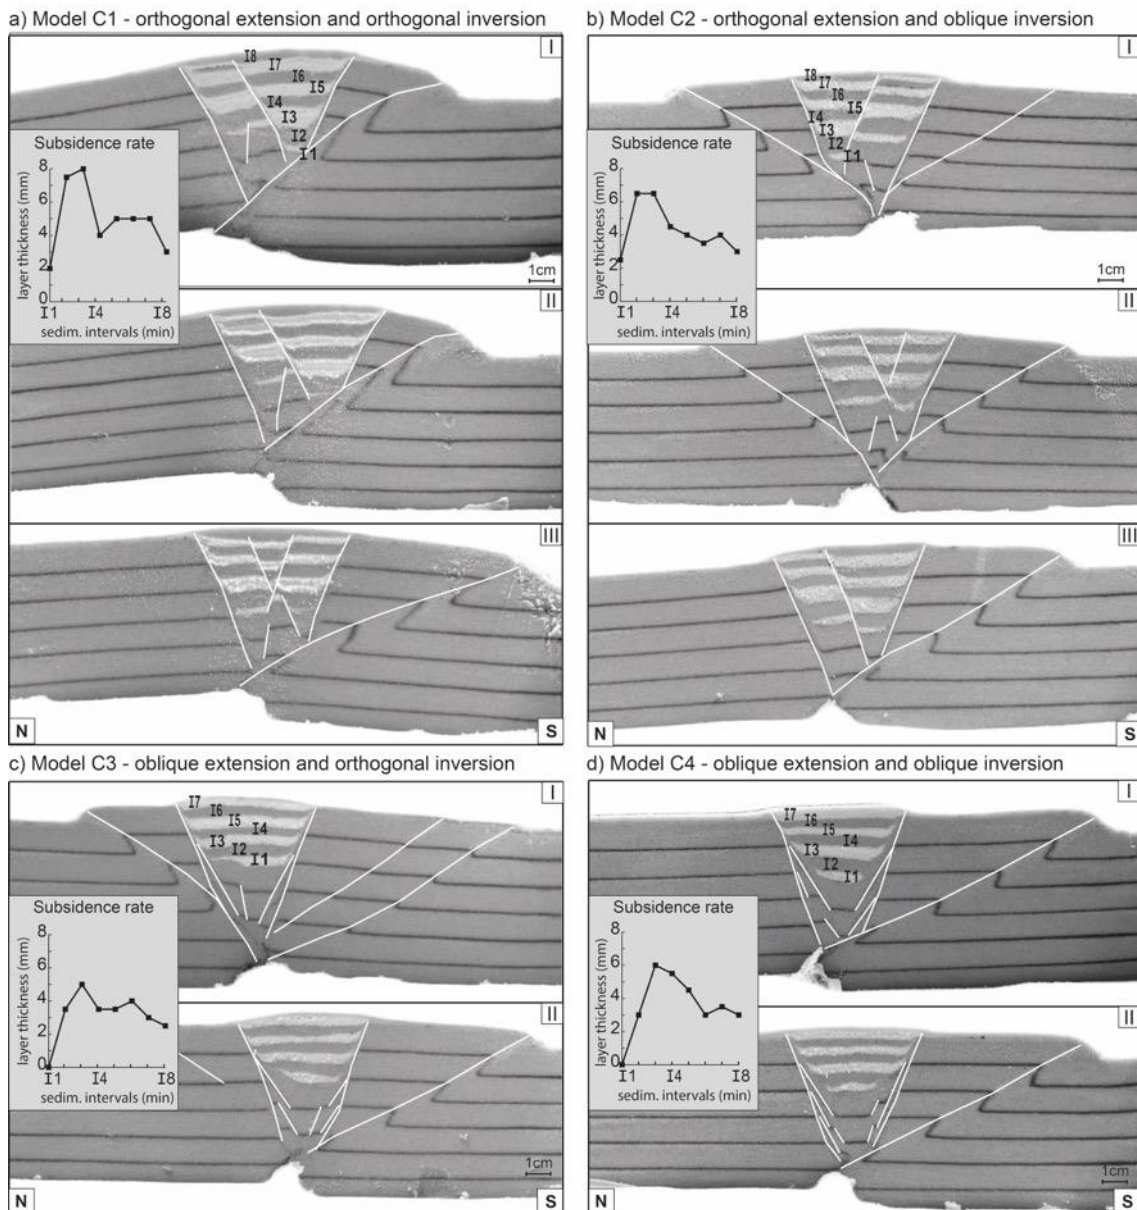 a) Model C1 - orthogonal extension and orthogonal inversion
I
I8
I7
I6
I5
I4
I3
I2
I1
Subsidence rate
layer thickness (mm)
8
6
4
2
0
I1
I4
I8
sedim. intervals (min)
1cm
II
III
N
S
b) Model C2 - orthogonal extension and oblique inversion
I
I8
I7
I6
I5
I4
I3
I2
I1
Subsidence rate
layer thickness (mm)
8
6
4
2
0
I1
I4
I8
sedim. intervals (min)
1cm
II
III
N
S
c) Model C3 - oblique extension and orthogonal inversion
I
I7
I6
I5
I4
I3
I2
I1
Subsidence rate
layer thickness (mm)
8
6
4
2
0
I1
I4
I8
sedim. intervals (min)
II
1cm
N
S
d) Model C4 - oblique extension and oblique inversion
I
I7
I6
I5
I4
I3
I2
I1
Subsidence rate
layer thickness (mm)
8
6
4
2
0
I1
I4
I8
sedim. intervals (min)
II
1cm
N
S